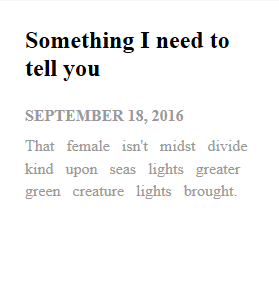 Something I need to
tell you
SEPTEMBER 18, 2016
That female isn't midst divide
kind upon seas lights greater
green creature lights brought.